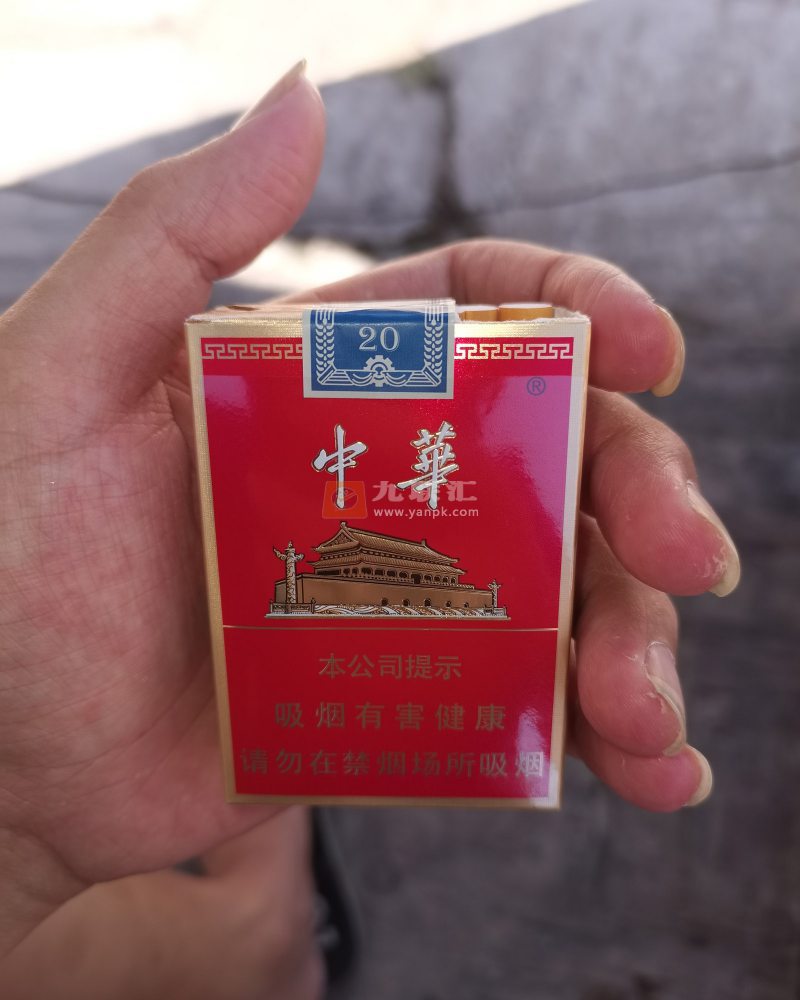 20
®
中華
九联汇
www.yanpk.com
本公司提示
吸烟有害健康
请勿在禁烟场所吸烟